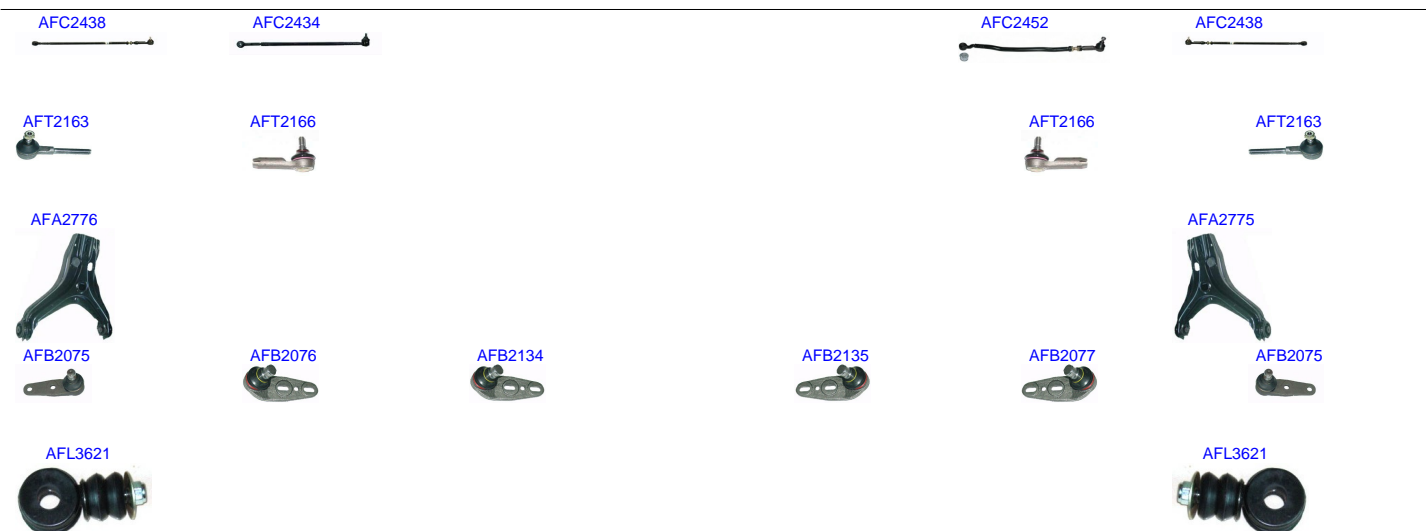 AFC2438 AFC2434 AFC2452 AFC2438
AFT2163 AFT2166 AFT2166 AFT2163
AFA2776 AFA2775
AFB2075 AFB2076 AFB2134 AFB2135 AFB2077 AFB2075
AFL3621 AFL3621